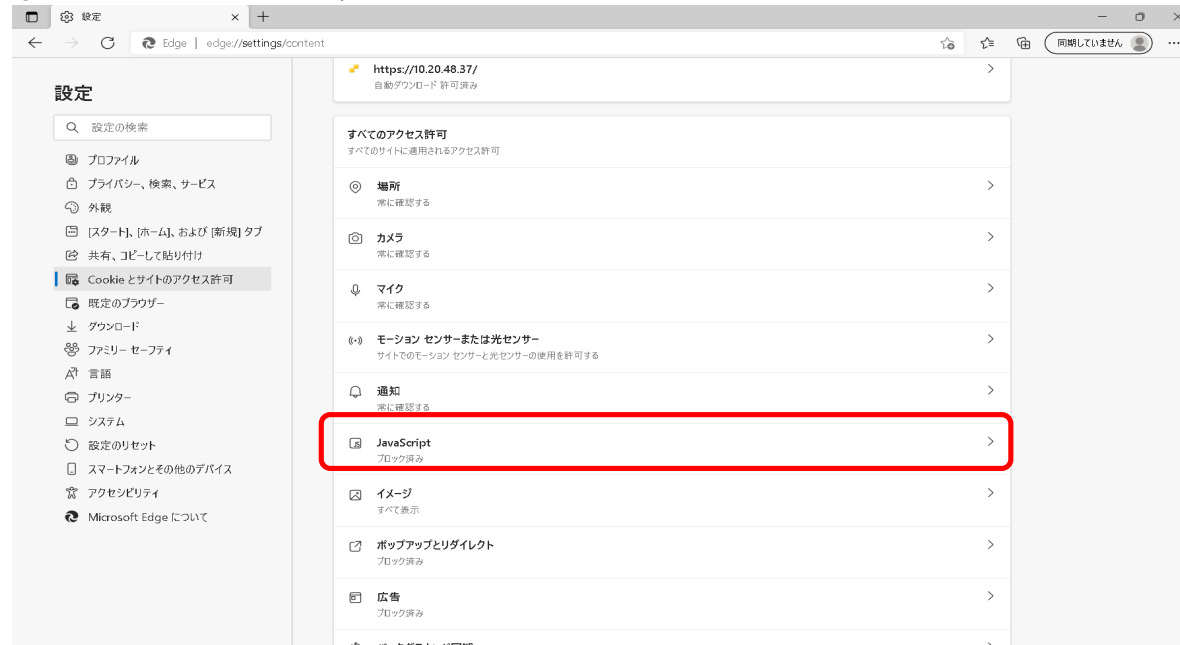 設定
Edge | edge://settings/content
同期していません
設定
設定の検索
プロファイル
プライバシー、検索、サービス
外観
[スタート]、[ホーム]、および [新規] タブ
共有、コピーして貼り付け
Cookie とサイトのアクセス許可
既定のブラウザー
ダウンロード
ファミリー セーフティ
言語
プリンター
システム
設定のリセット
スマートフォンとその他のデバイス
アクセシビリティ
Microsoft Edge について
https://10.20.48.37/
自動ダウンロード 許可済み
すべてのアクセス許可
すべてのサイトに適用されるアクセス許可
場所
常に確認する
カメラ
常に確認する
マイク
常に確認する
モーション センサーまたは光センサー
サイトでのモーション センサーと光センサーの使用を許可する
通知
常に確認する
JavaScript
ブロック済み
イメージ
すべて表示
ポップアップとリダイレクト
ブロック済み
広告
ブロック済み